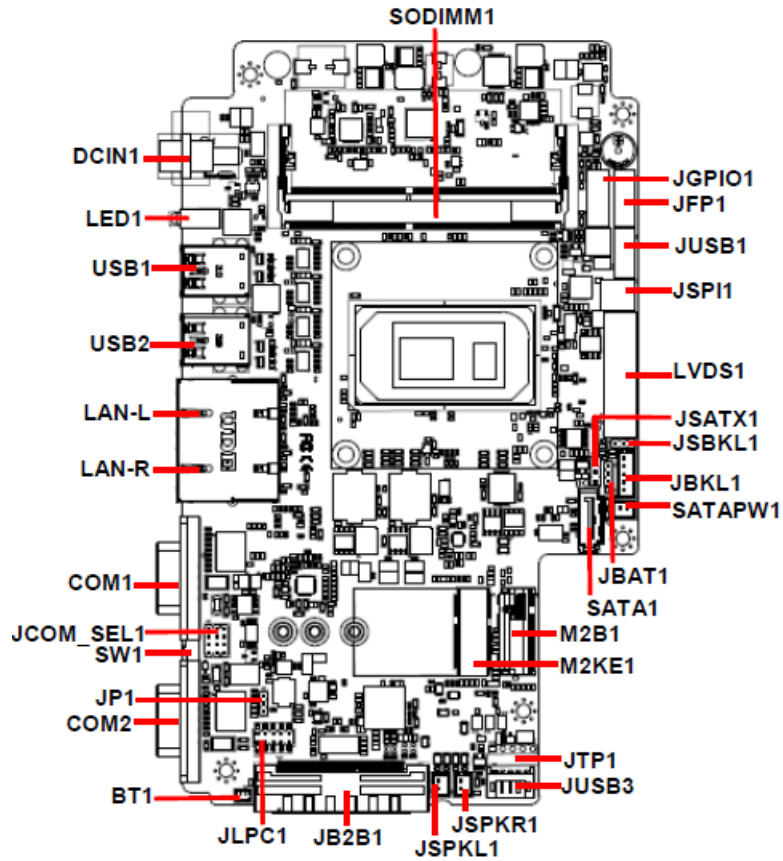 SODIMM1
DCIN1
JGPIO1
JFP1
LED1
JUSB1
USB1
JSPI1
USB2
LVDS1
LAN-L
JSATX1
JSBKL1
LAN-R
JBKL1
SATAPW1
JBAT1
COM1
SATA1
JCOM_SEL1
M2B1
SW1
M2KE1
JP1
COM2
JTP1
JUSB3
BT1
JSPKR1
JLPC1
JB2B1
JSPKL1